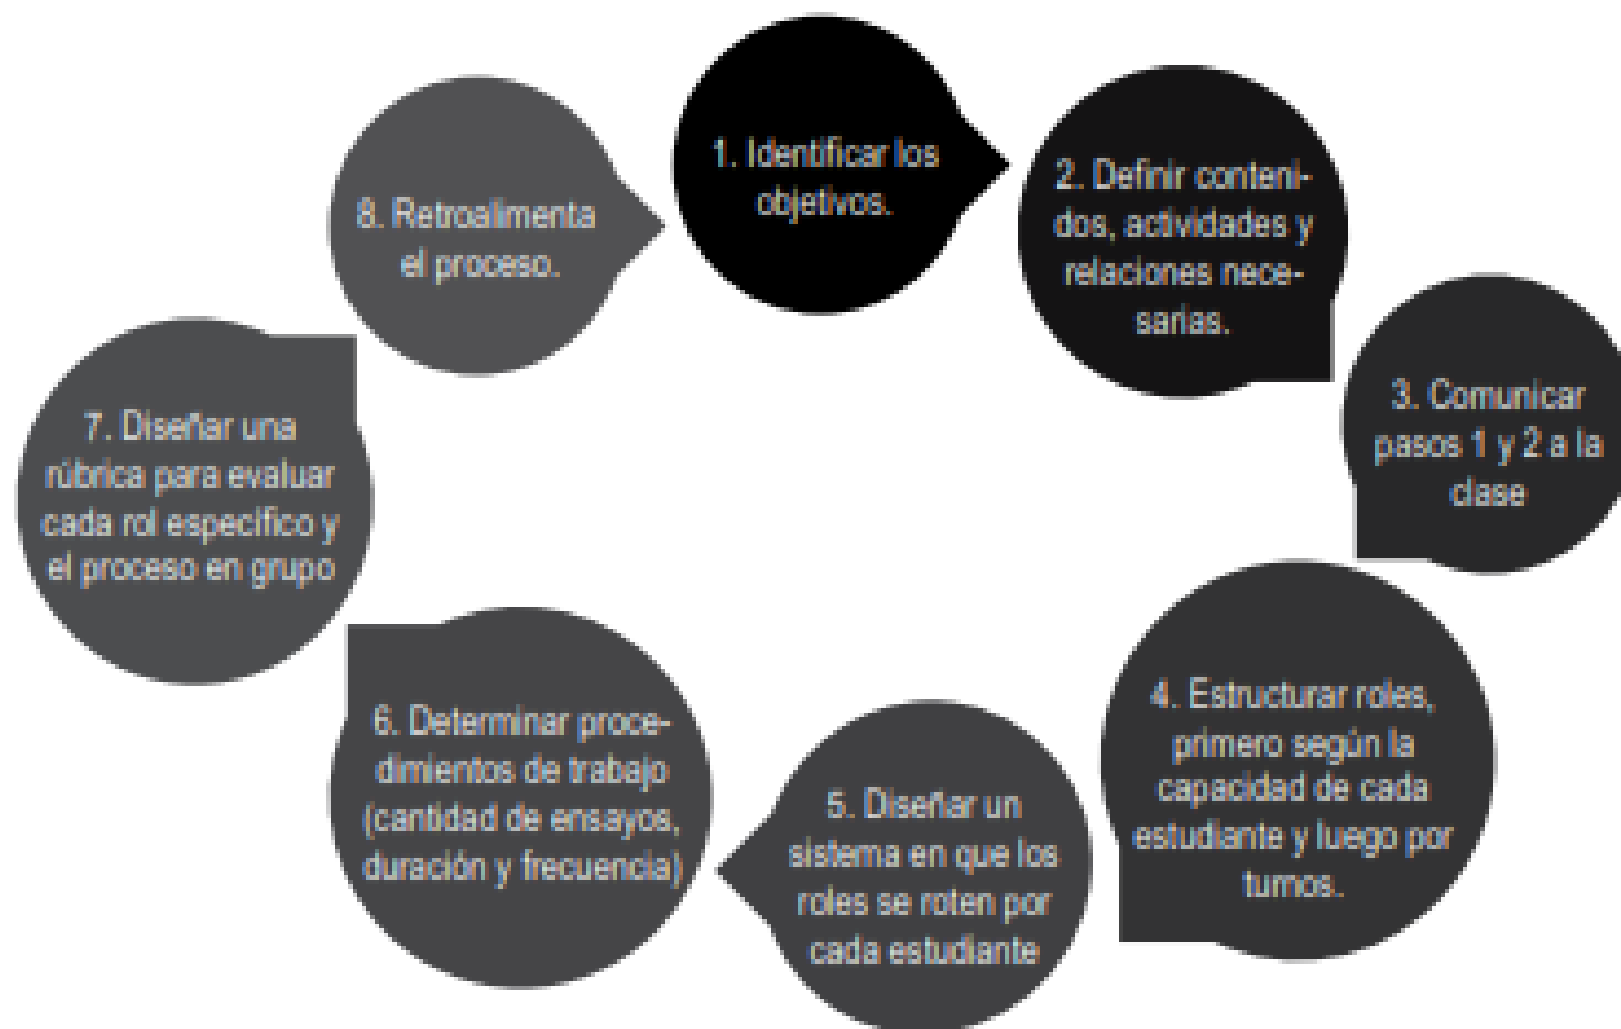 1. Identificar los
objetivos.
2. Definir conteni-
dos, actividades y
relaciones nece-
sarias.
3. Comunicar
pasos 1 y 2 a la
clase
4. Estructurar roles,
primero según la
capacidad de cada
estudiante y luego por
turnos.
5. Diseñar un
sistema en que los
roles se roten por
cada estudiante
6. Determinar proce-
dimientos de trabajo
(cantidad de ensayos,
duración y frecuencia)
7. Diseñar una
rúbrica para evaluar
cada rol específico y
el proceso en grupo
8. Retroalimenta
el proceso.